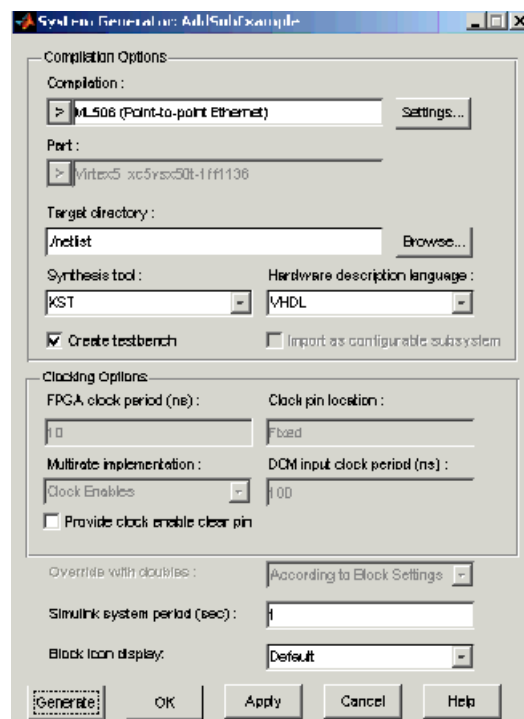 System Generator: AddSubExample
Compilation Options
Compilation :
> ML506 (Point-to-point Ethernet) Settings...
Part :
> Virtex5 xc5vsx50t-1ff1136
Target directory :
./netlist Browse...
Synthesis tool : Hardware description language :
XST VHDL
Create testbench Import as configurable subsystem
Clocking Options
FPGA clock period (ns) : Clock pin location :
10 Fixed
Multirate implementation : DCM input clock period (ns) :
Clock Enables 100
Provide clock enable clear pin
Override with doubles : According to Block Settings
Simulink system period (sec) : 1
Block icon display: Default
Generate OK Apply Cancel Help